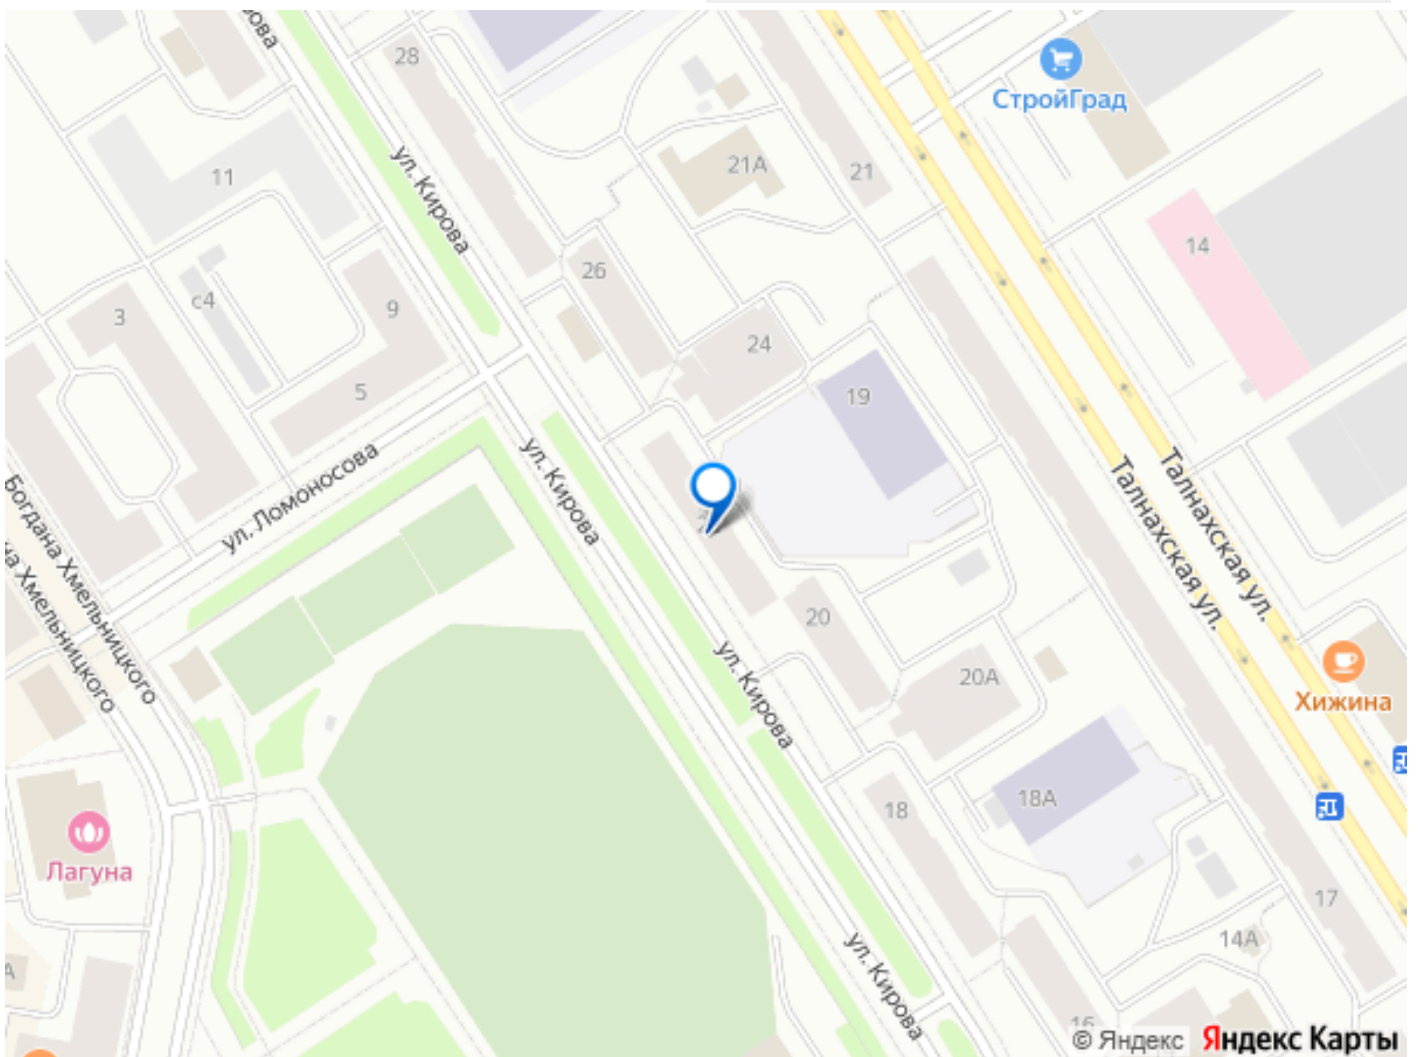 28
ул. Кирова
СтройГрад
21А
21
11
14
26
с4
3
9
24
5
19
ул. Кирова
ул. Ломоносова
Богдана Хмельницкого
Хмельницкого
Талнахская ул.
Талнахская ул.
20
20А
ул. Кирова
Хижина
18А
18
Лагуна
17
14А
ул. Кирова
А
16
© Яндекс Яндекс Карты